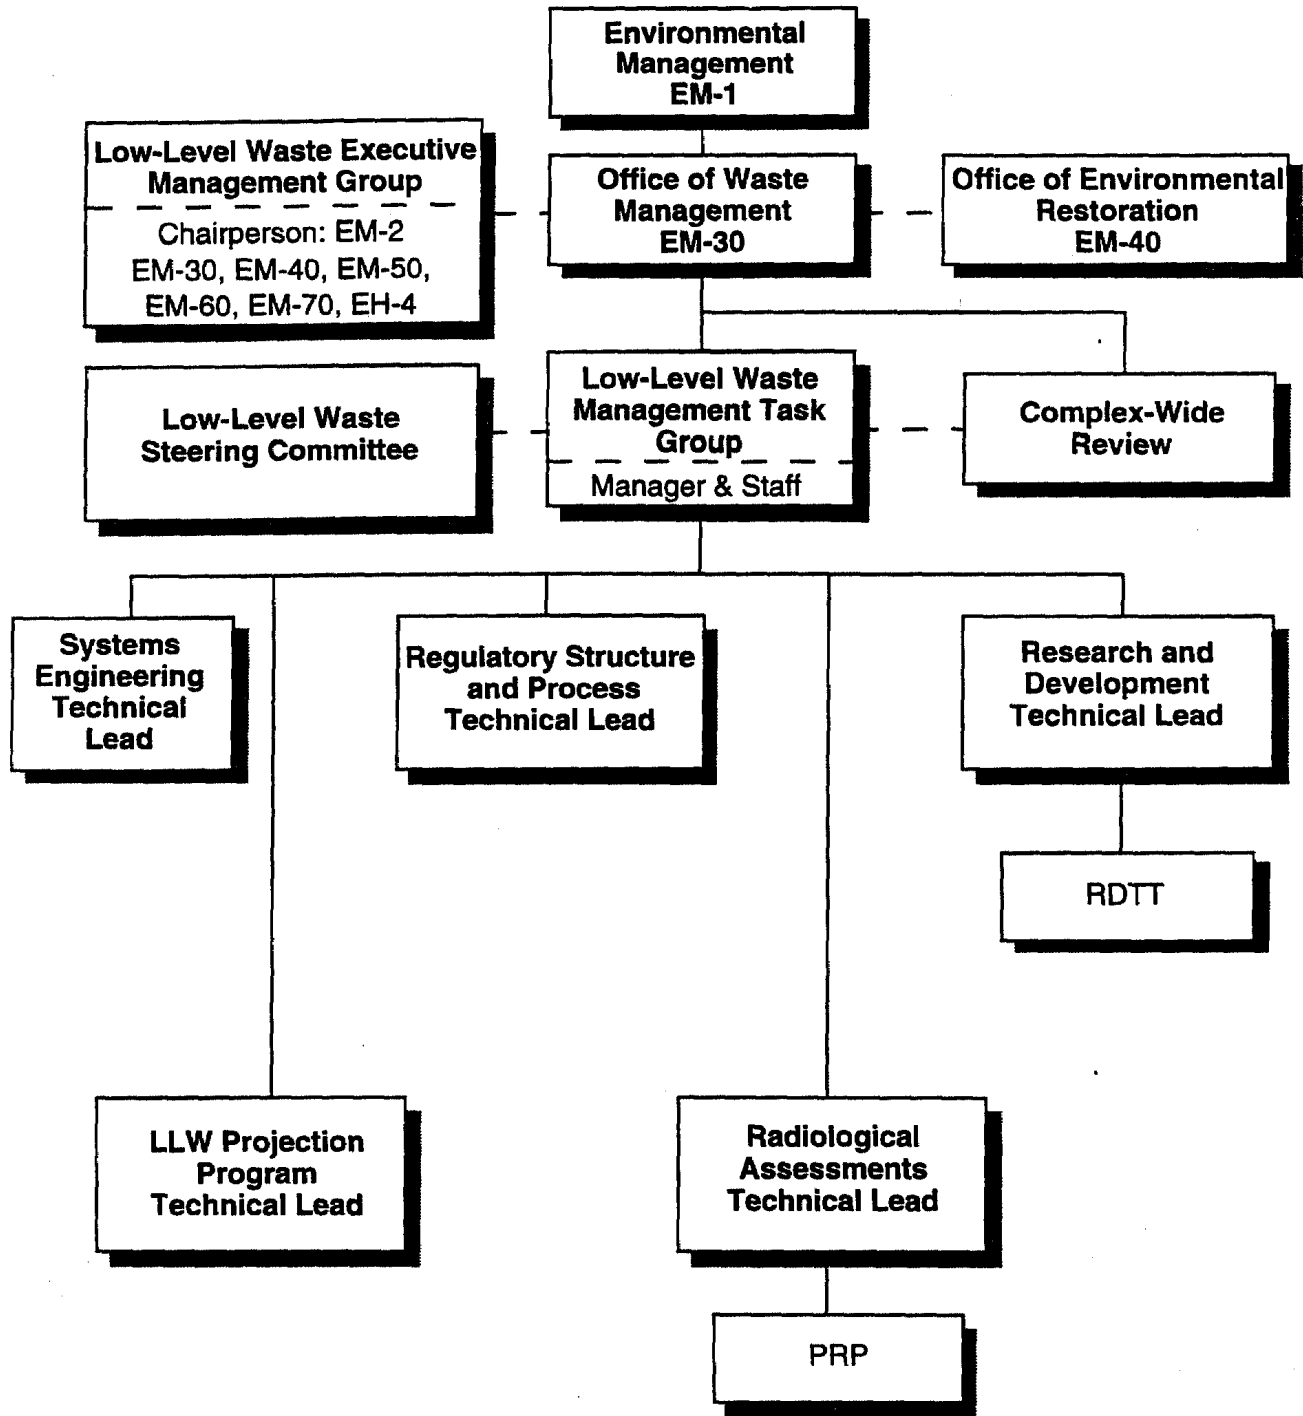 Environmental
Management
EM-1
Low-Level Waste Executive
Management Group
Chairperson: EM-2
EM-30, EM-40, EM-50,
EM-60, EM-70, EH-4
Office of Waste
Management
EM-30
Office of Environmental
Restoration
EM-40
Low-Level Waste
Steering Committee
Low-Level Waste
Management Task
Group
Manager & Staff
Complex-Wide
Review
Systems
Engineering
Technical
Lead
Regulatory Structure
and Process
Technical Lead
Research and
Development
Technical Lead
RDTT
LLW Projection
Program
Technical Lead
Radiological
Assessments
Technical Lead
PRP